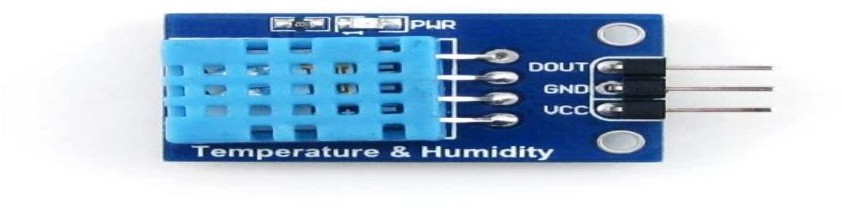 PWR
DOUT
GND
VCC
Temperature & Humidity